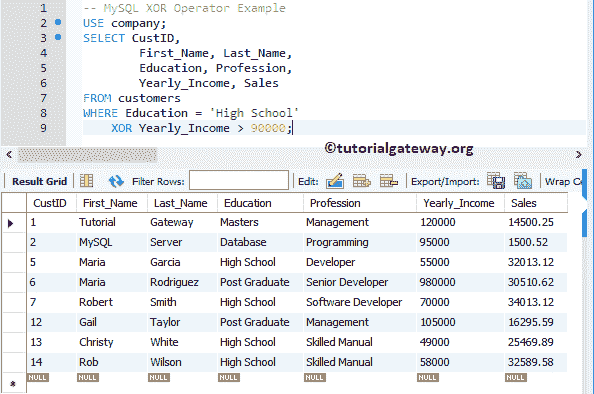 1 -- MySQL XOR Operator Example
2 USE company;
3 SELECT CustID,
4 First_Name, Last_Name,
5 Education, Profession,
6 Yearly_Income, Sales
7 FROM customers
8 WHERE Education = 'High School'
9 XOR Yearly_Income > 90000;
©tutorialgateway.org
Result Grid Filter Rows: Edit: Export/Import: Wrap Ce
CustID First_Name Last_Name Education Profession Yearly_Income Sales
1 Tutorial Gateway Masters Management 120000 14500.25
2 MySQL Server Database Programming 95000 1500.52
5 Maria Garcia High School Developer 55000 32013.12
6 Maria Rodriguez Post Graduate Senior Developer 980000 30510.62
7 Robert Smith High School Software Developer 70000 34013.12
12 Gail Taylor Post Graduate Management 105000 16295.59
13 Christy White High School Skilled Manual 49000 25469.89
14 Rob Wilson High School Skilled Manual 58000 32589.58
NULL NULL NULL NULL NULL NULL NULL